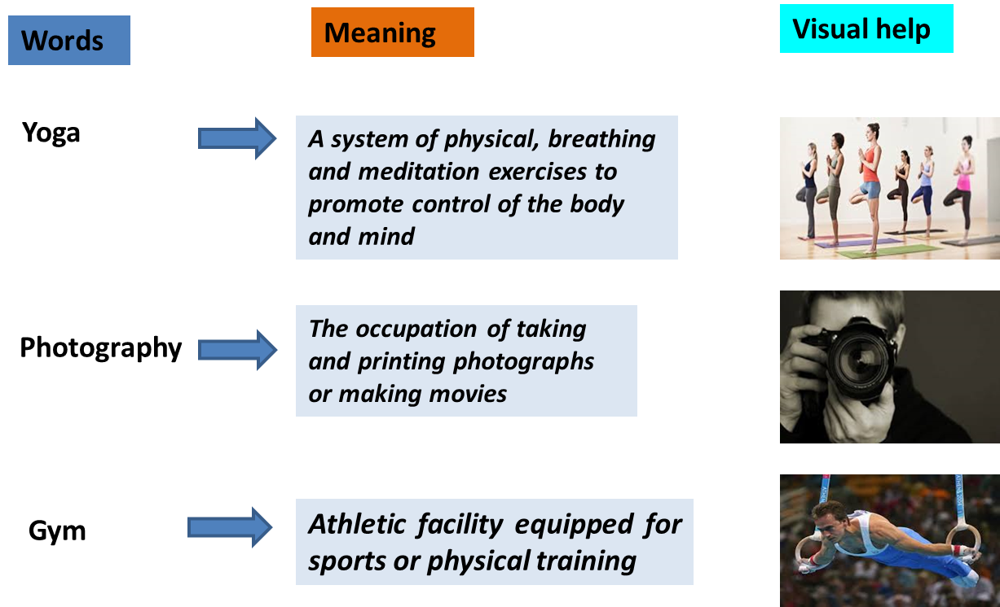 Words
Meaning
Visual help
Yoga
A system of physical, breathing
and meditation exercises to
promote control of the body
and mind
Photography
The occupation of taking
and printing photographs
or making movies
Gym
Athletic facility equipped for
sports or physical training